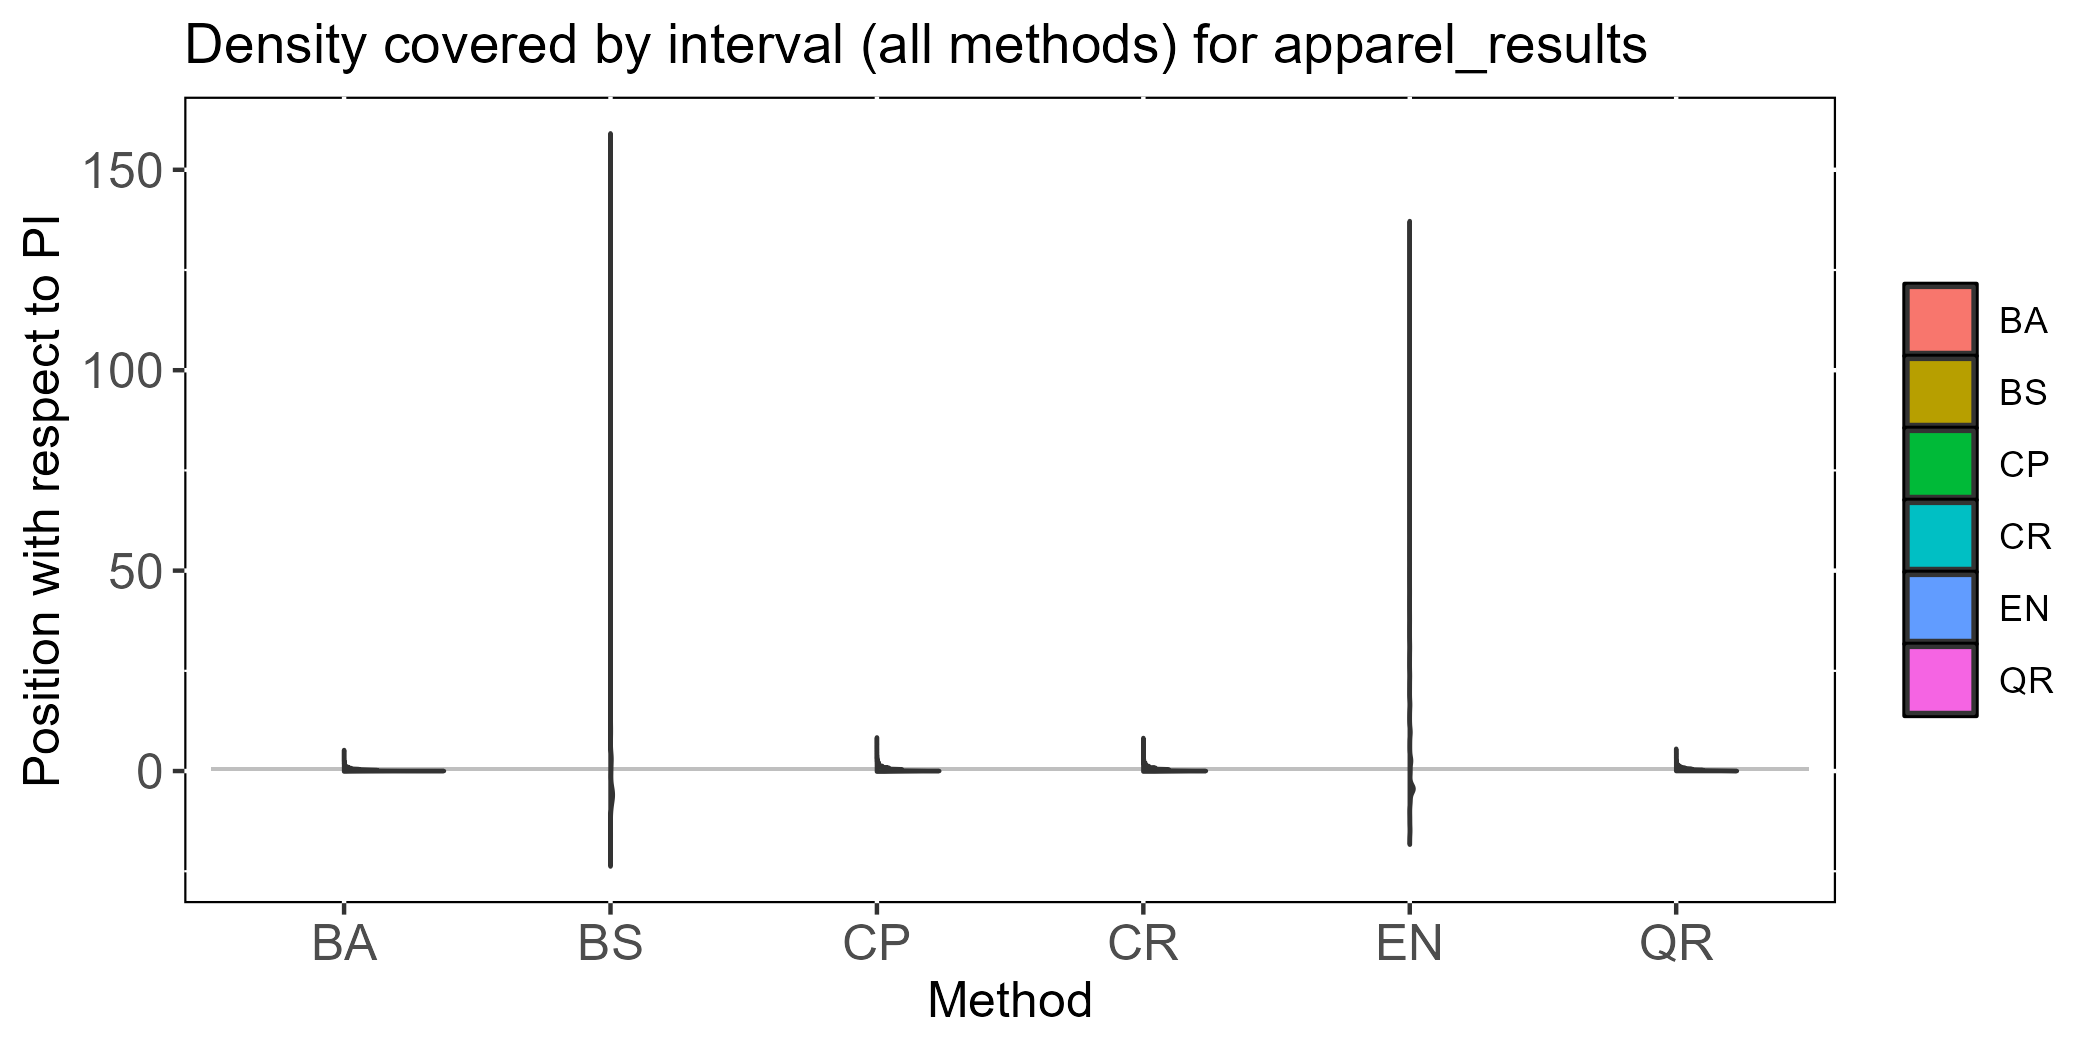 Density covered by interval (all methods) for apparel_results
Position with respect to PI
150
100
50
0
BA
BS
CP
CR
EN
QR
Method
BA
BS
CP
CR
EN
QR